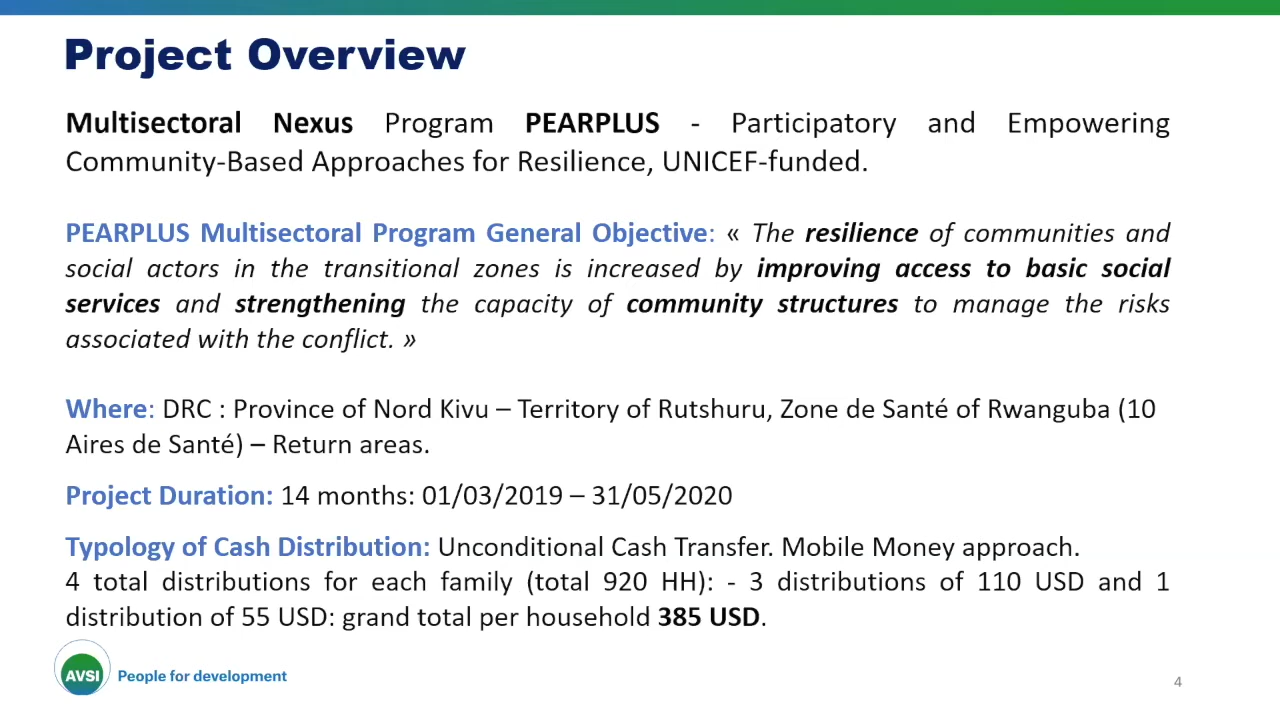 Project Overview
Multisectoral Nexus Program PEARPLUS - Participatory and Empowering
Community-Based Approaches for Resilience, UNICEF-funded.
PEARPLUS Multisectoral Program General Objective: « The resilience of communities and
social actors in the transitional zones is increased by improving access to basic social
services and strengthening the capacity of community structures to manage the risks
associated with the conflict. »
Where: DRC : Province of Nord Kivu – Territory of Rutshuru, Zone de Santé of Rwanguba (10
Aires de Santé) – Return areas.
Project Duration: 14 months: 01/03/2019 – 31/05/2020
Typology of Cash Distribution: Unconditional Cash Transfer. Mobile Money approach.
4 total distributions for each family (total 920 HH): - 3 distributions of 110 USD and 1
distribution of 55 USD: grand total per household 385 USD.
AVSI People for development
4